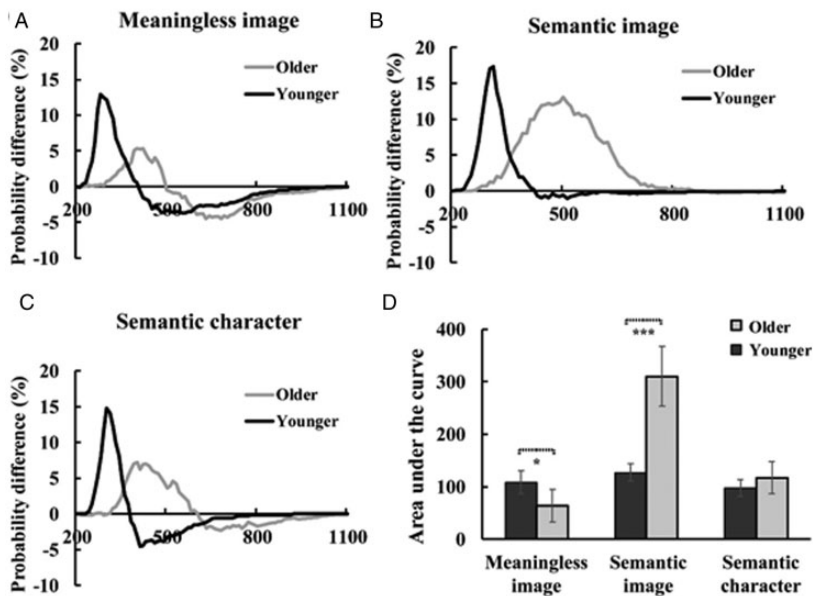 A
Meaningless image
Probability difference (%)
20
15
10
5
0
-5
-10
200
500
800
1100
Older
Younger
B
Semantic image
Probability difference (%)
20
15
10
5
0
-5
-10
200
500
800
1100
Older
Younger
C
Semantic character
Probability difference (%)
20
15
10
5
0
-5
-10
200
500
800
1100
Older
Younger
D
Area under the curve
400
300
200
100
0
Older
Younger
*
***
Meaningless image
Semantic image
Semantic character